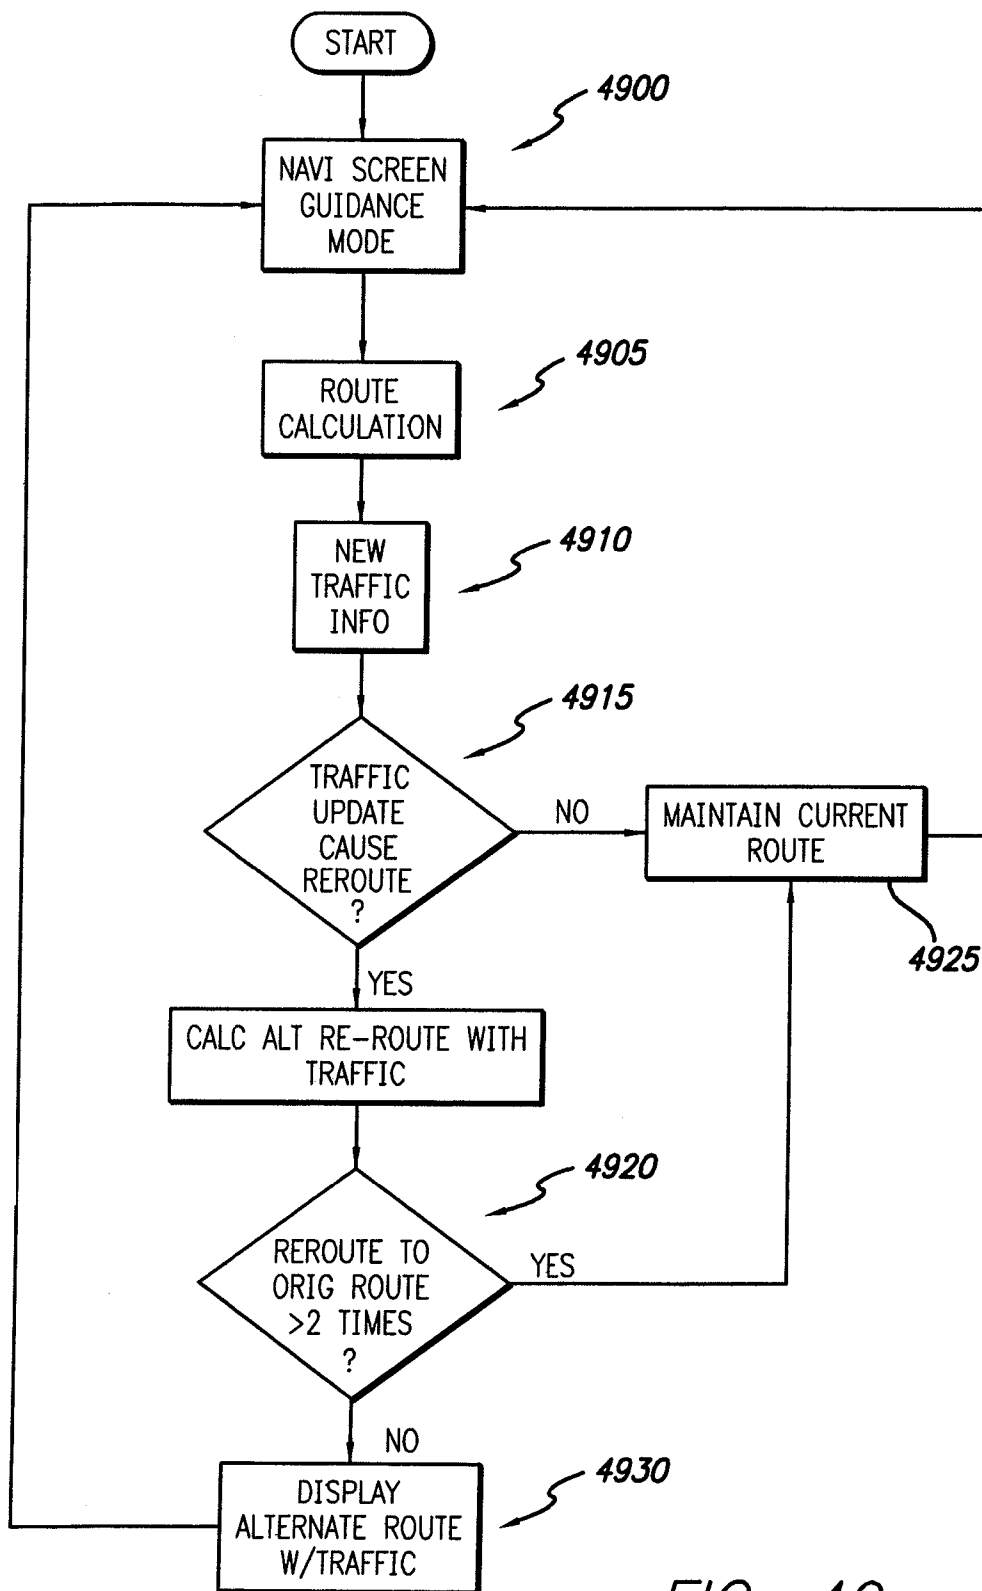 START
4900
NAVI SCREEN
GUIDANCE
MODE
4905
ROUTE
CALCULATION
4910
NEW
TRAFFIC
INFO
4915
TRAFFIC
UPDATE
CAUSE
REROUTE
?
NO
MAINTAIN CURRENT
ROUTE
4925
YES
CALC ALT RE-ROUTE WITH
TRAFFIC
4920
REROUTE TO
ORIG ROUTE
>2 TIMES
?
YES
NO
4930
DISPLAY
ALTERNATE ROUTE
W/TRAFFIC